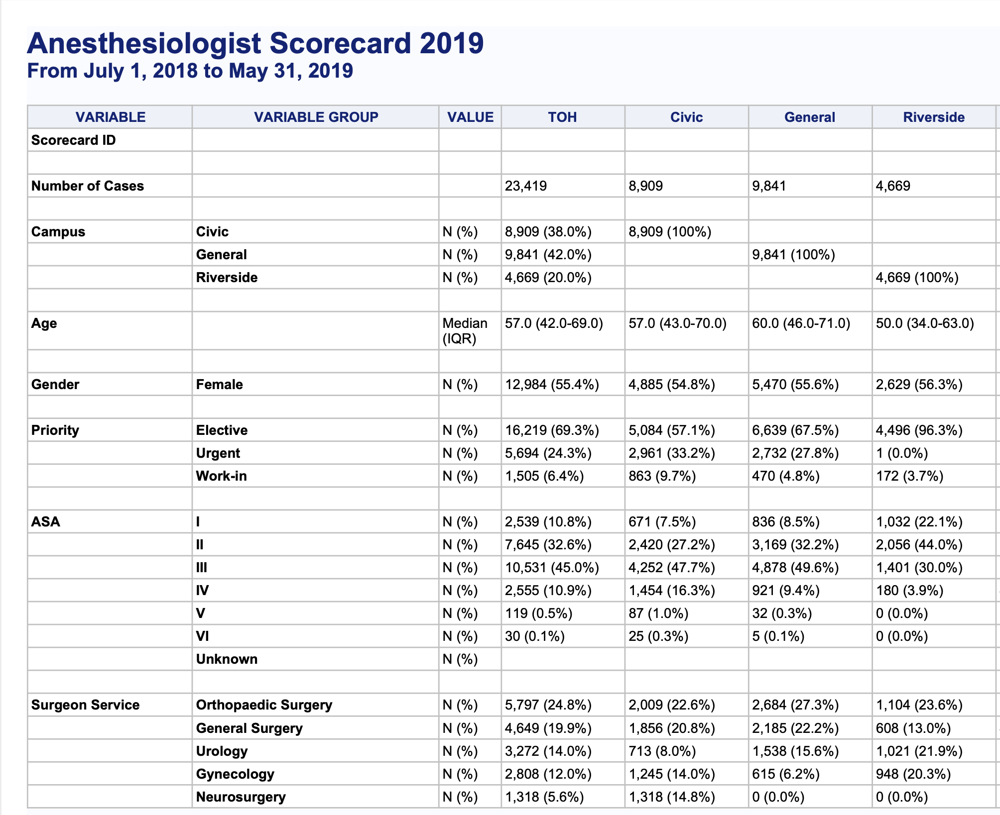 Anesthesiologist Scorecard 2019
From July 1, 2018 to May 31, 2019
VARIABLE VARIABLE GROUP VALUE TOH Civic General Riverside
Scorecard ID
Number of Cases 23,419 8,909 9,841 4,669
Campus Civic N (%) 8,909 (38.0%) 8,909 (100%)
General N (%) 9,841 (42.0%) 9,841 (100%)
Riverside N (%) 4,669 (20.0%) 4,669 (100%)
Age Median 57.0 (42.0-69.0) 57.0 (43.0-70.0) 60.0 (46.0-71.0) 50.0 (34.0-63.0)
(IQR)
Gender Female N (%) 12,984 (55.4%) 4,885 (54.8%) 5,470 (55.6%) 2,629 (56.3%)
Priority Elective N (%) 16,219 (69.3%) 5,084 (57.1%) 6,639 (67.5%) 4,496 (96.3%)
Urgent N (%) 5,694 (24.3%) 2,961 (33.2%) 2,732 (27.8%) 1 (0.0%)
Work-in N (%) 1,505 (6.4%) 863 (9.7%) 470 (4.8%) 172 (3.7%)
ASA I N (%) 2,539 (10.8%) 671 (7.5%) 836 (8.5%) 1,032 (22.1%)
II N (%) 7,645 (32.6%) 2,420 (27.2%) 3,169 (32.2%) 2,056 (44.0%)
III N (%) 10,531 (45.0%) 4,252 (47.7%) 4,878 (49.6%) 1,401 (30.0%)
IV N (%) 2,555 (10.9%) 1,454 (16.3%) 921 (9.4%) 180 (3.9%)
V N (%) 119 (0.5%) 87 (1.0%) 32 (0.3%) 0 (0.0%)
VI N (%) 30 (0.1%) 25 (0.3%) 5 (0.1%) 0 (0.0%)
Unknown N (%)
Surgeon Service Orthopaedic Surgery N (%) 5,797 (24.8%) 2,009 (22.6%) 2,684 (27.3%) 1,104 (23.6%)
General Surgery N (%) 4,649 (19.9%) 1,856 (20.8%) 2,185 (22.2%) 608 (13.0%)
Urology N (%) 3,272 (14.0%) 713 (8.0%) 1,538 (15.6%) 1,021 (21.9%)
Gynecology N (%) 2,808 (12.0%) 1,245 (14.0%) 615 (6.2%) 948 (20.3%)
Neurosurgery N (%) 1,318 (5.6%) 1,318 (14.8%) 0 (0.0%) 0 (0.0%)